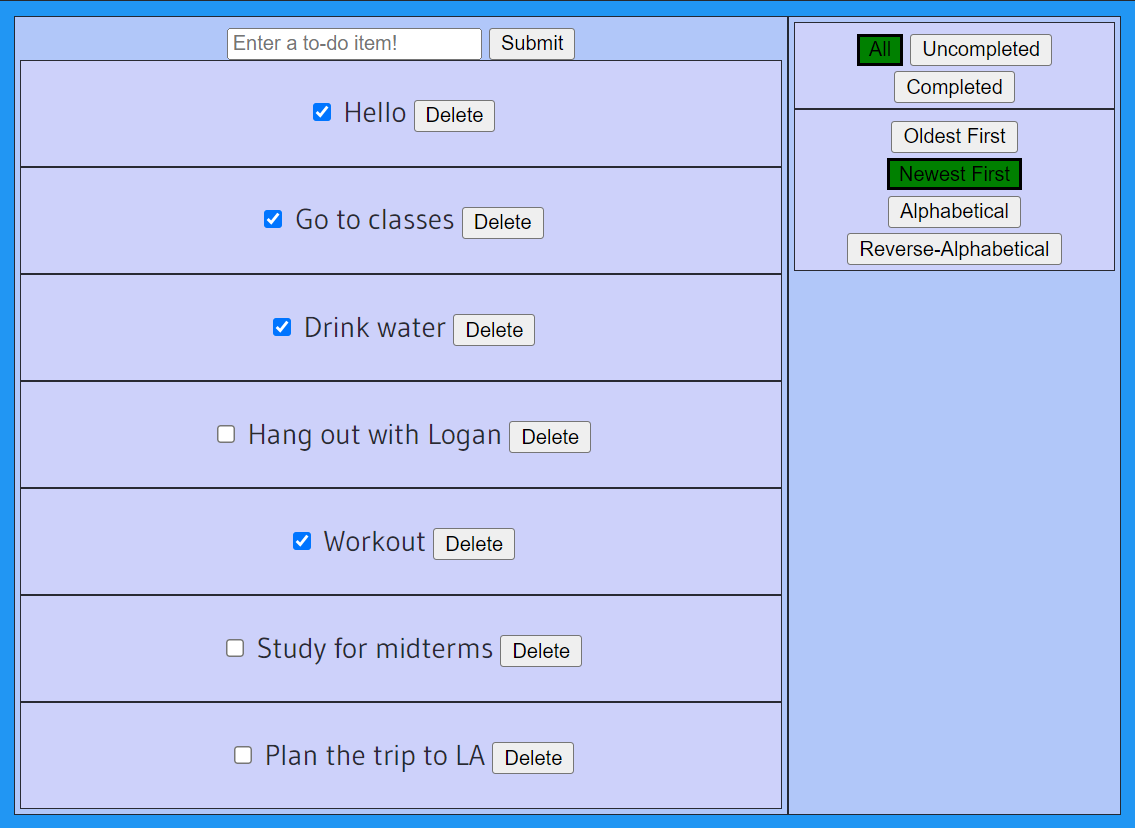 Enter a to-do item! Submit
Hello Delete
Go to classes Delete
Drink water Delete
Hang out with Logan Delete
Workout Delete
Study for midterms Delete
Plan the trip to LA Delete
All Uncompleted
Completed
Oldest First
Newest First
Alphabetical
Reverse-Alphabetical